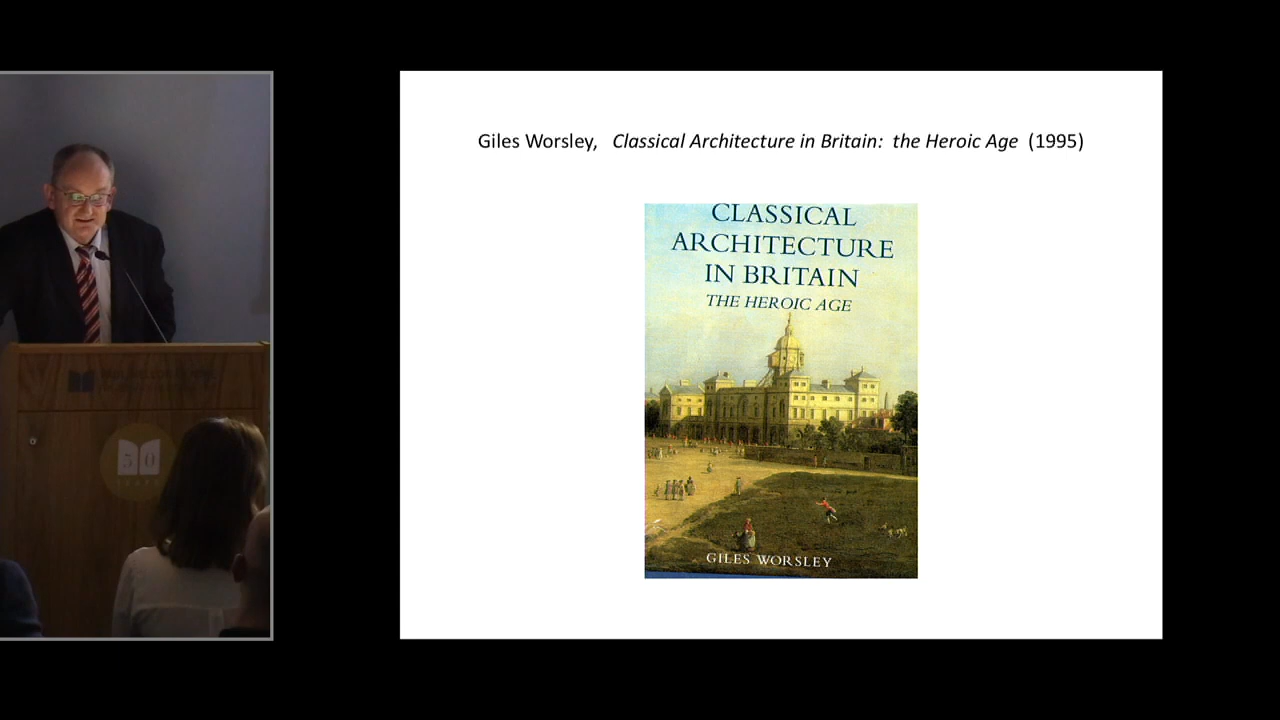 Giles Worsley, Classical Architecture in Britain: the Heroic Age (1995)
CLASSICAL
ARCHITECTURE
IN BRITAIN
THE HEROIC AGE
GILES WORSLEY
50